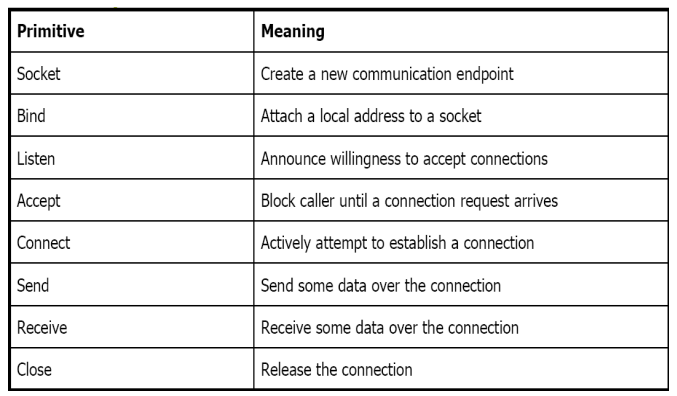 Primitive Meaning
Socket Create a new communication endpoint
Bind Attach a local address to a socket
Listen Announce willingness to accept connections
Accept Block caller until a connection request arrives
Connect Actively attempt to establish a connection
Send Send some data over the connection
Receive Receive some data over the connection
Close Release the connection